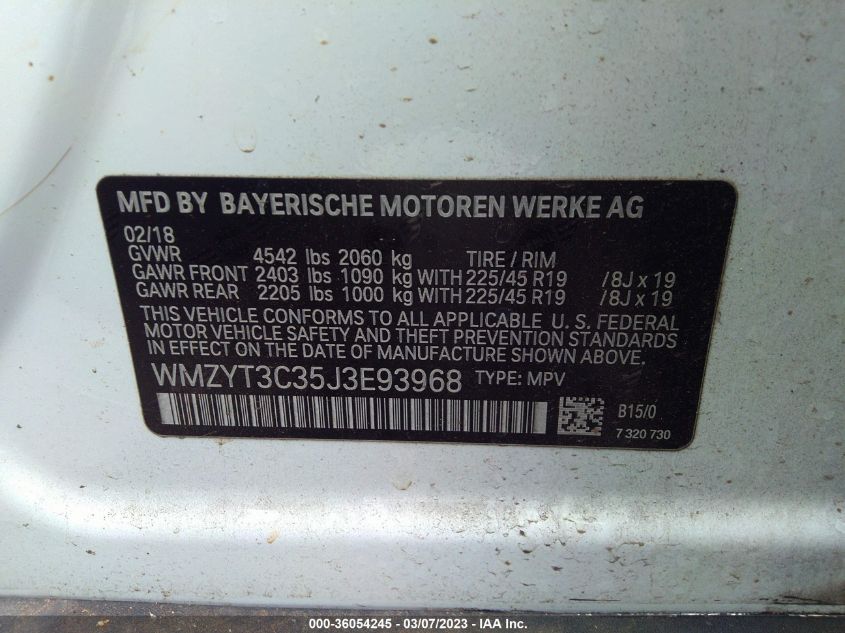 MFD BY BAYERISCHE MOTOREN WERKE AG
02/18
GVWR 4542 lbs 2060 kg TIRE / RIM
GAWR FRONT 2403 lbs 1090 kg WITH 225/45 R19 /8J x 19
GAWR REAR 2205 lbs 1000 kg WITH 225/45 R19 /8J x 19
THIS VEHICLE CONFORMS TO ALL APPLICABLE U.S. FEDERAL
MOTOR VEHICLE SAFETY AND THEFT PREVENTION STANDARDS
IN EFFECT ON THE DATE OF MANUFACTURE SHOWN ABOVE.
WMZYT3C35J3E93968 TYPE: MPV
B15/0
7 320 730
000-36054245 - 03/07/2023 - IAA Inc.